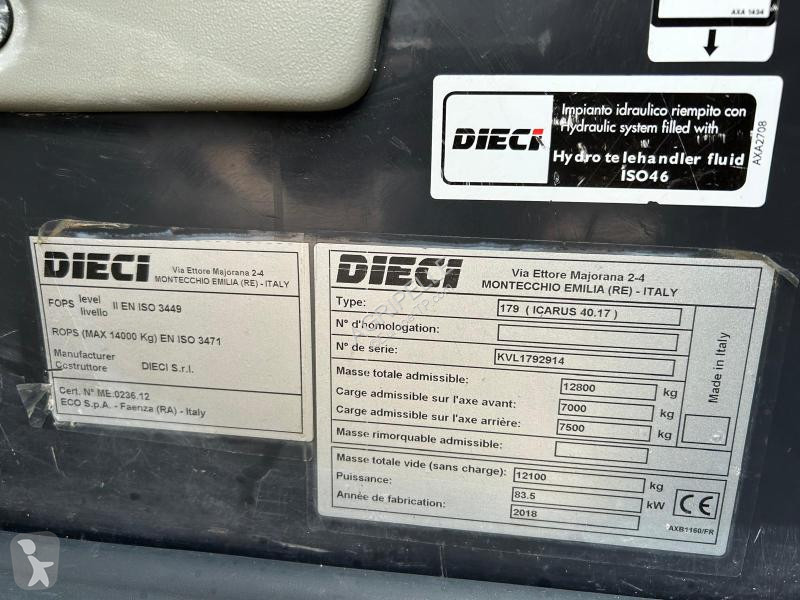 AXA 1434
DIECI
Impianto idraulico riempito con
Hydraulic system filled with
Hydro telehandler fluid
ISO46
AXA2708
DIECI
Via Ettore Majorana 2-4
MONTECCHIO EMILIA (RE) - ITALY
FOPS level livello II EN ISO 3449
ROPS (MAX 14000 Kg) EN ISO 3471
Manufacturer
Costruttore DIECI S.r.l.
Cert. N° ME.0236.12
ECO S.p.A. - Faenza (RA) - Italy
DIECI
Via Ettore Majorana 2-4
MONTECCHIO EMILIA (RE) - ITALY
Type: 179 ( ICARUS 40.17 )
N° d'homologation:
N° de série: KVL1792914
Masse totale admissible: 12800 kg
Carge admissible sur l'axe avant: 7000 kg
Carge admissible sur l'axe arrière: 7500 kg
Masse rimorquable admissible: kg
Masse totale vide (sans charge): 12100 kg
Puissance: 83.5 kW
Année de fabrication: 2018
Made in Italy
CE
AXB1160/FR